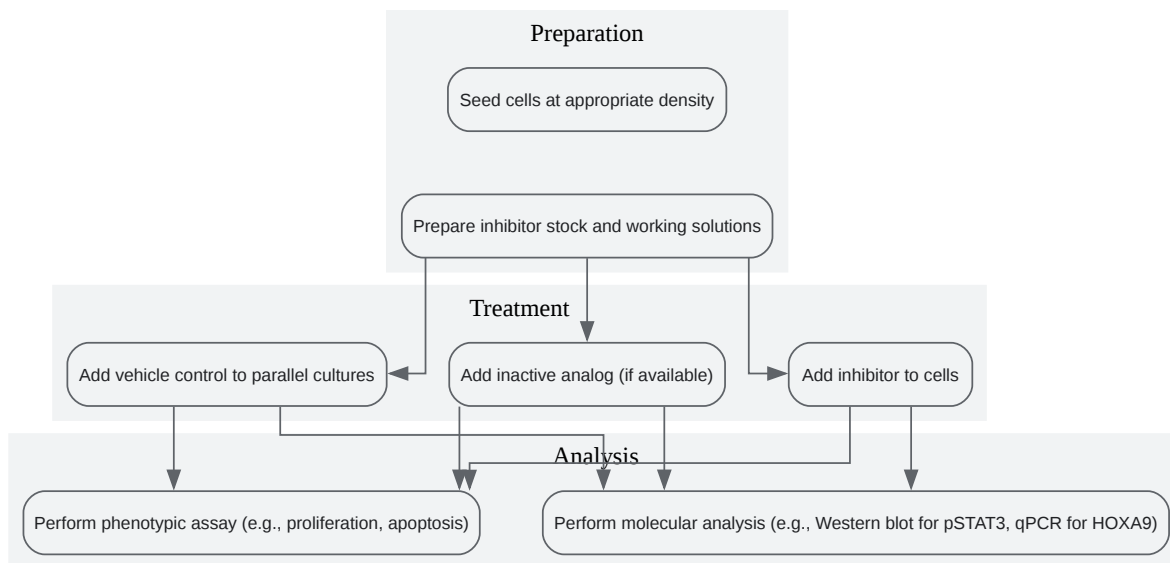 Preparation
Seed cells at appropriate density
Prepare inhibitor stock and working solutions
Treatment
Add vehicle control to parallel cultures
Add inactive analog (if available)
Add inhibitor to cells
Analysis
Perform phenotypic assay (e.g., proliferation, apoptosis)
Perform molecular analysis (e.g., Western blot for pSTAT3, qPCR for HOXA9)